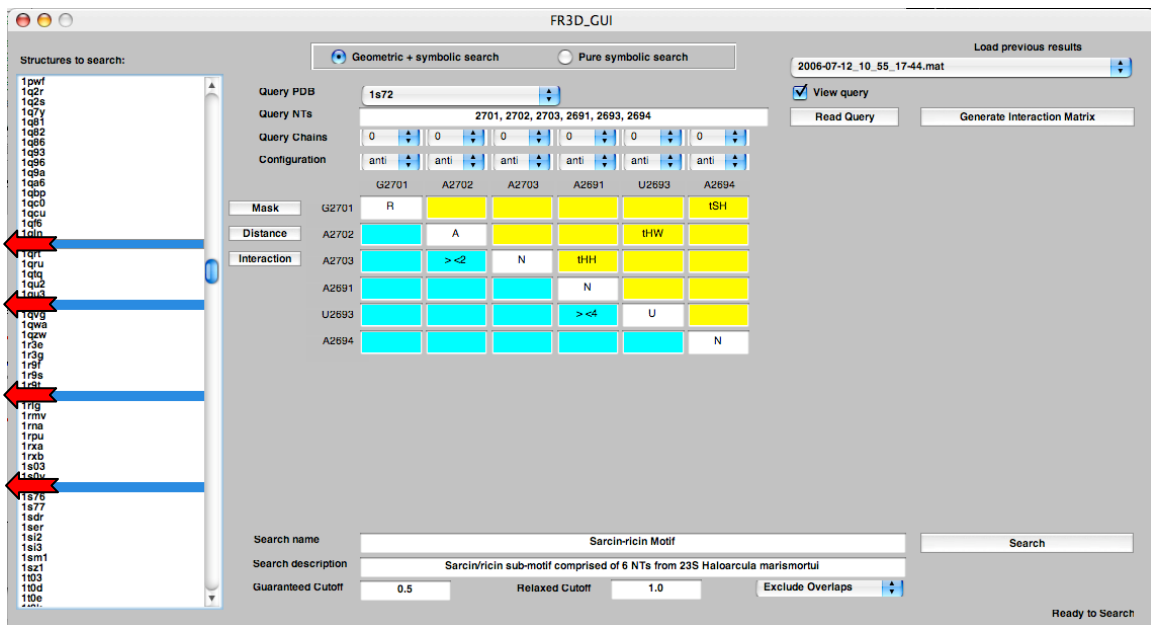 FR3D_GUI
Structures to search:
1pwf
1q2r
1q2s
1q7y
1q81
1q82
1q86
1q93
1q96
1q9a
1qa6
1qbp
1qc0
1qcu
1qf6
1qln
1qrt
1qru
1qtq
1qu2
1qu3
1qvg
1qwa
1qzw
1r3e
1r3g
1r9f
1r9s
1r9t
1rlg
1rmv
1rna
1rpu
1rxa
1rxb
1s03
1s0v
1s76
1s77
1sdr
1ser
1si2
1si3
1sm1
1sz1
1t03
1t0d
1t0e
Geometric + symbolic search Pure symbolic search
Load previous results
2006-07-12_10_55_17-44.mat
View query
Read Query Generate Interaction Matrix
Query PDB 1s72
Query NTs 2701, 2702, 2703, 2691, 2693, 2694
Query Chains 0 0 0 0 0 0
Configuration anti anti anti anti anti anti
G2701 A2702 A2703 A2691 U2693 A2694
Mask G2701 R tSH
Distance A2702 A tHW
Interaction A2703 > <2 N tHH
A2691 N
U2693 > <4 U
A2694 N
Search name Sarcin-ricin Motif Search
Search description Sarcin/ricin sub-motif comprised of 6 NTs from 23S Haloarcula marismortui
Guaranteed Cutoff 0.5 Relaxed Cutoff 1.0 Exclude Overlaps
Ready to Search